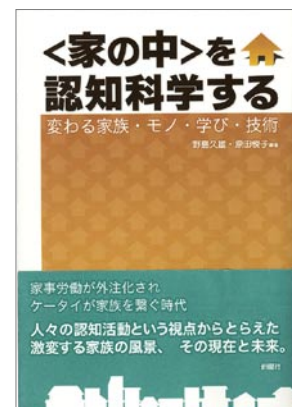 <家の中>を
認知科学する
変わる家族・モノ・学び・技術
野島久雄・原田悦子 編著
家事労働が外注化され
ケータイが家族を繋ぐ時代
人々の認知活動という視点からとらえた
激変する家族の風景、その現在と未来。
新曜社